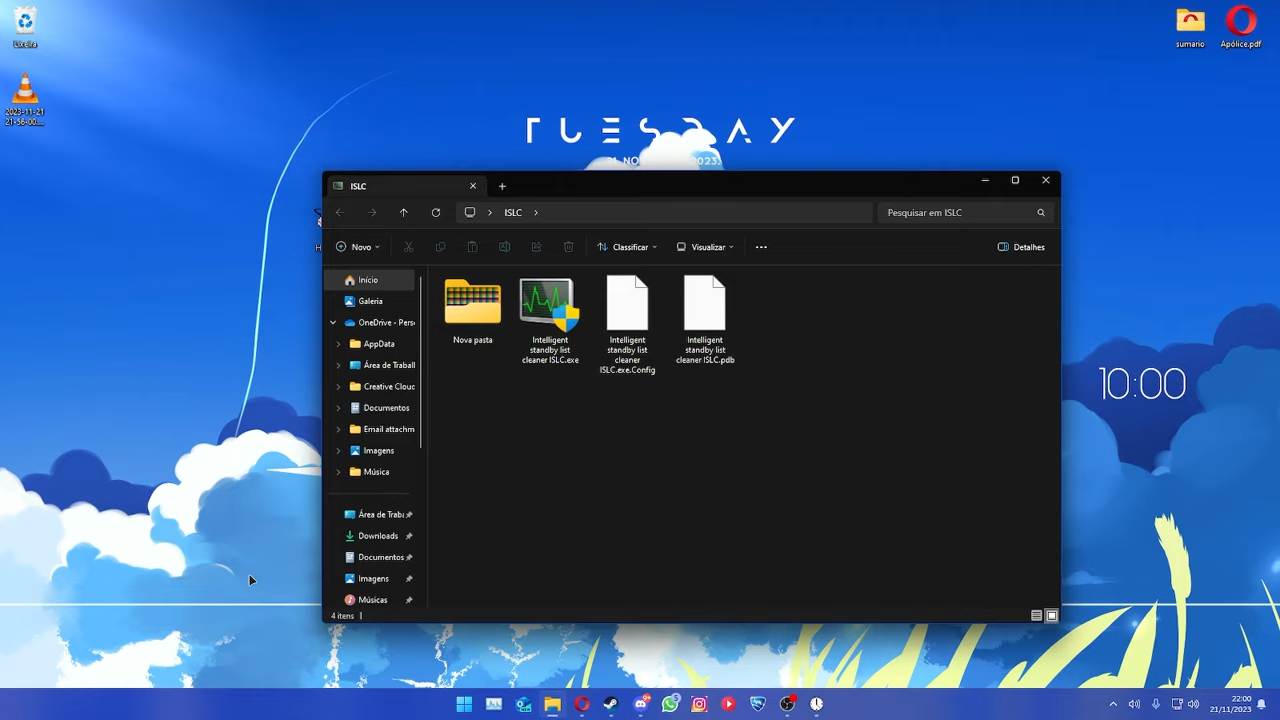 Lixeira
2023-11-21
21-56-00....
sumario
Apólice.pdf
TUESDAY
2023.
ISLC
ISLC
Pesquisar em ISLC
Novo
Classificar
Visualizar
Detalhes
Início
Galeria
OneDrive - Pers
AppData
Área de Traball
Creative Clouc
Documentos
Email attachm
Imagens
Música
Área de Traba
Downloads
Documentos
Imagens
Músicas
Nova pasta
Intelligent
standby list
cleaner ISLC.exe
Intelligent
standby list
cleaner
ISLC.exe.Config
Intelligent
standby list
cleaner ISLC.pdb
4 itens
10:00
22:00
21/11/2023